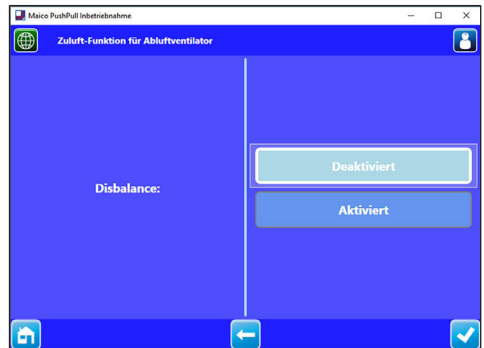 Maico PushPull Inbetriebnahme
Zuluft-Funktion für Abluftventilator
Disbalance:
Deaktiviert
Aktiviert